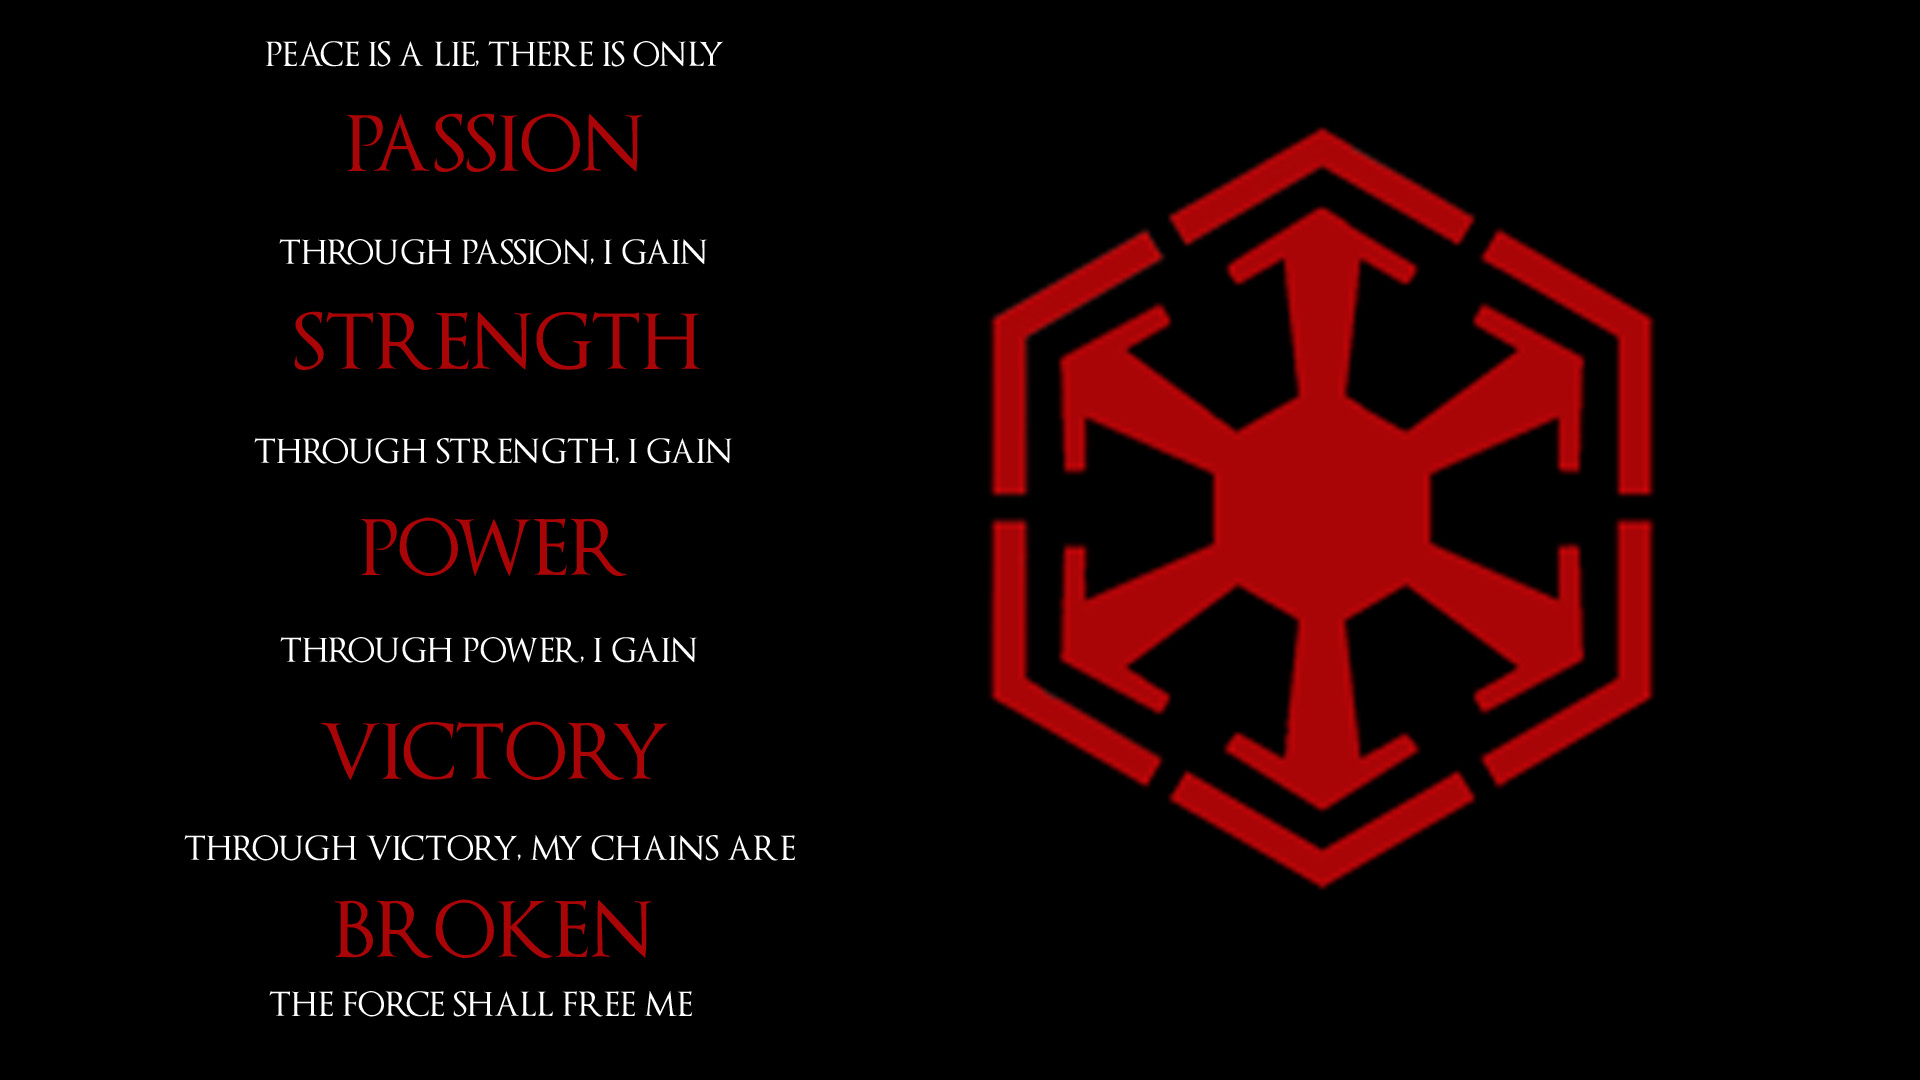 PEACE IS A LIE, THERE IS ONLY
PASSION
THROUGH PASSION, I GAIN
STRENGTH
THROUGH STRENGTH, I GAIN
POWER
THROUGH POWER, I GAIN
VICTORY
THROUGH VICTORY, MY CHAINS ARE
BROKEN
THE FORCE SHALL FREE ME